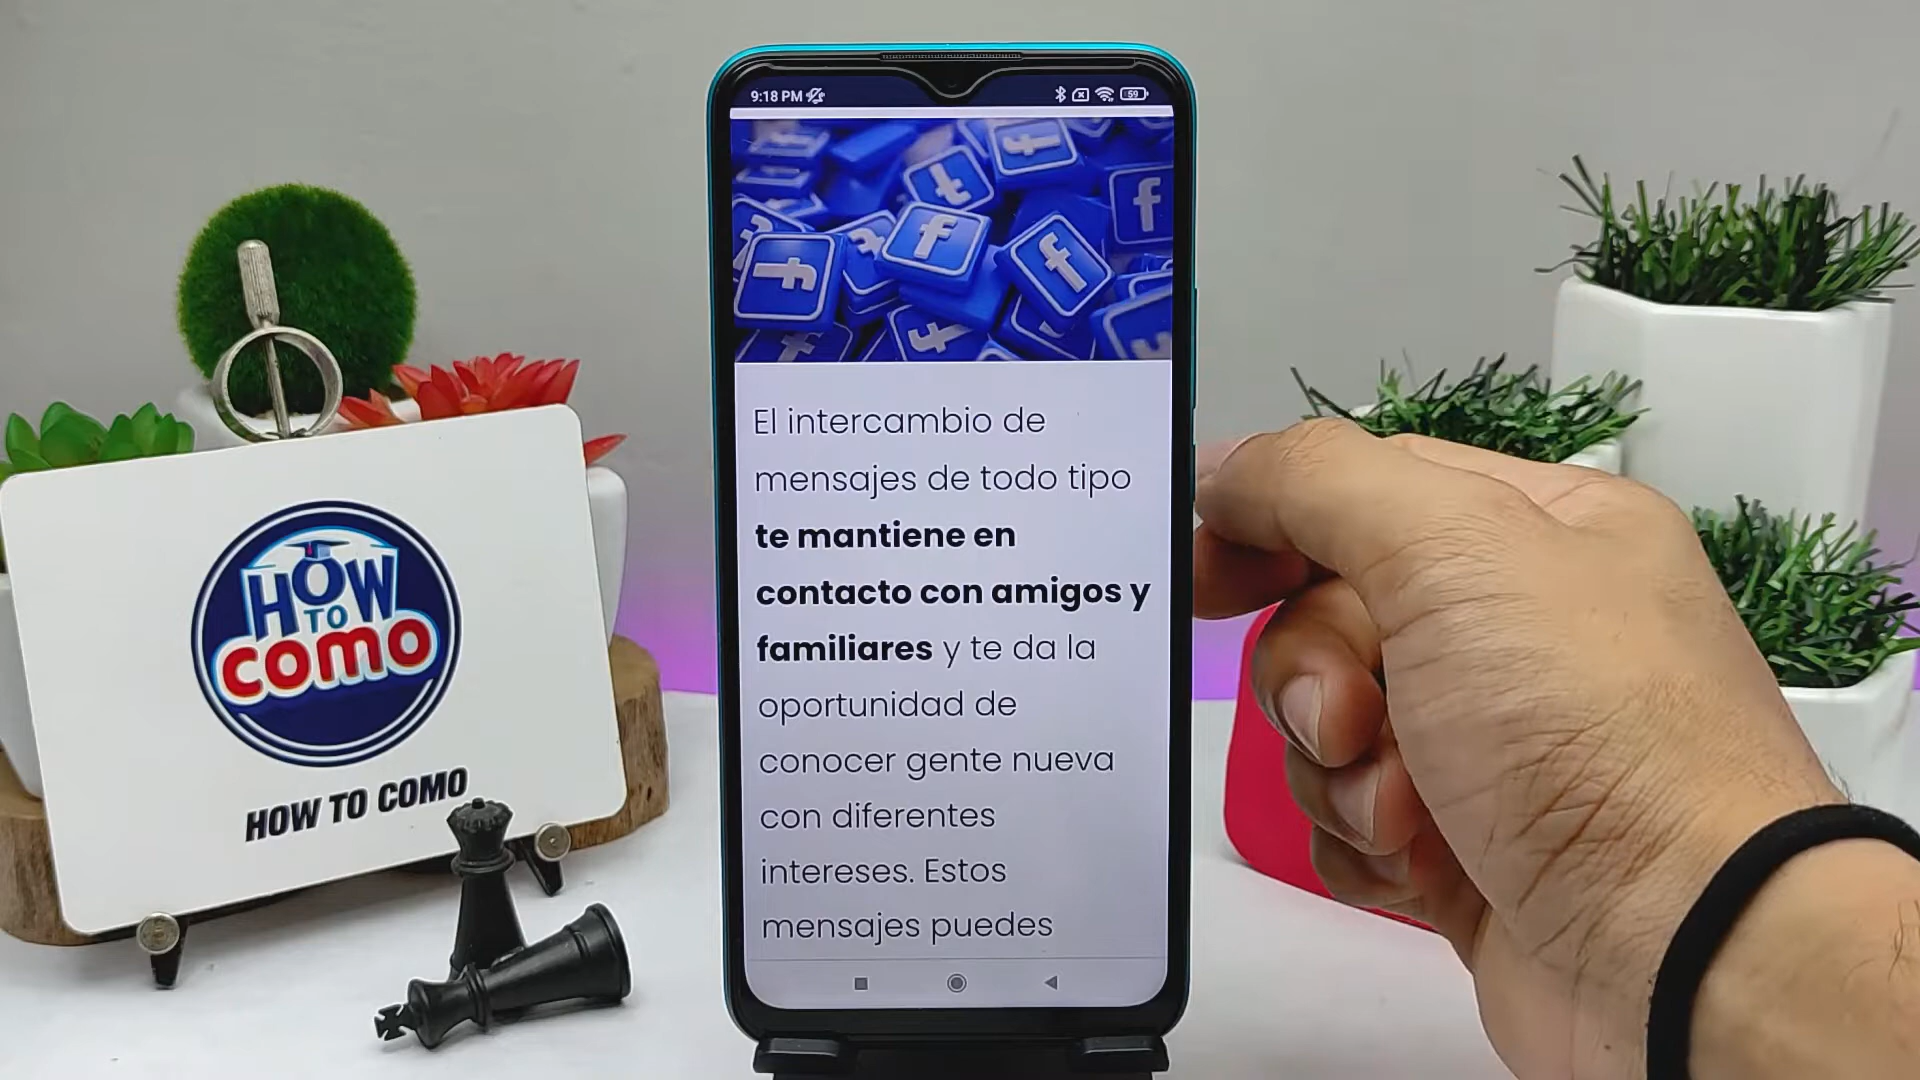 HOW
TO
COMO
HOW TO COMO
9:18 PM
59
El intercambio de
mensajes de todo tipo
te mantiene en
contacto con amigos y
familiares y te da la
oportunidad de
conocer gente nueva
con diferentes
intereses. Estos
mensajes puedes